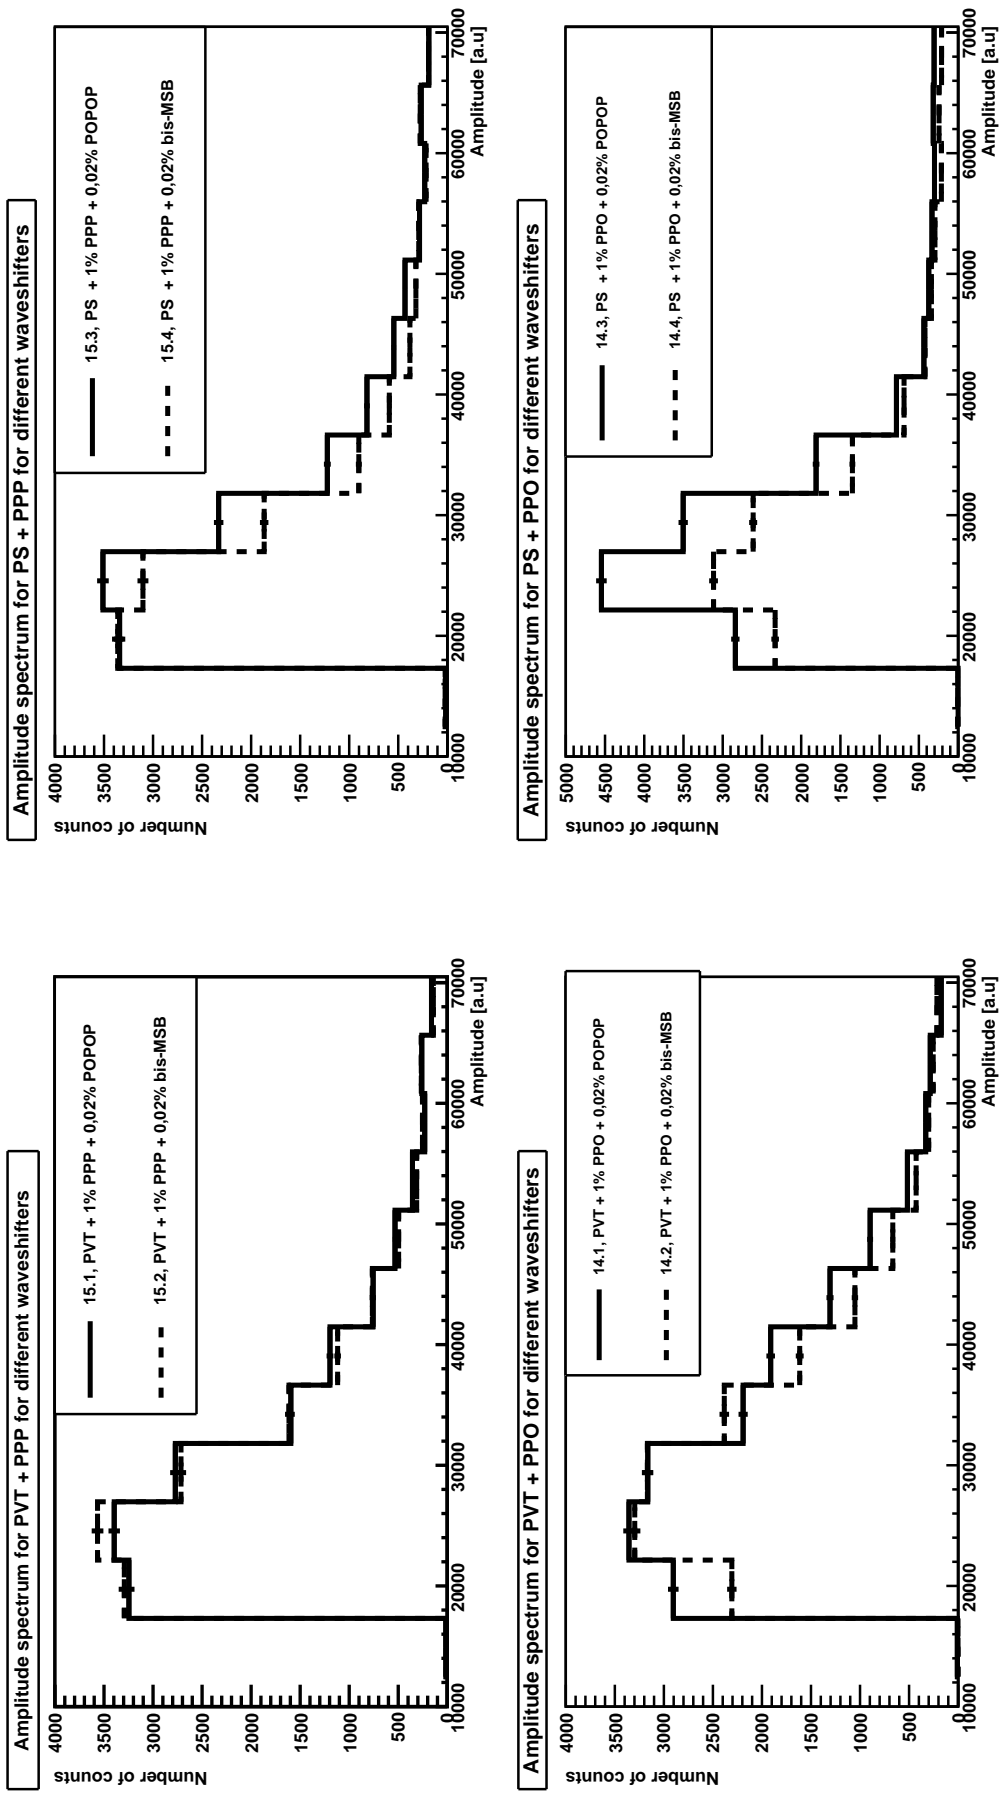 Amplitude spectrum for PVT + PPP for different waveshifters
Number of counts
4000
3500
3000
2500
2000
1500
1000
500
0
15.1, PVT + 1% PPP + 0,02% POPOP
15.2, PVT + 1% PPP + 0,02% bis-MSB
10000 20000 30000 40000 50000 60000 70000
Amplitude [a.u]
Amplitude spectrum for PS + PPP for different waveshifters
Number of counts
4000
3500
3000
2500
2000
1500
1000
500
0
15.3, PS + 1% PPP + 0,02% POPOP
15.4, PS + 1% PPP + 0,02% bis-MSB
10000 20000 30000 40000 50000 60000 70000
Amplitude [a.u]
Amplitude spectrum for PVT + PPO for different waveshifters
Number of counts
4000
3500
3000
2500
2000
1500
1000
500
0
14.1, PVT + 1% PPO + 0,02% POPOP
14.2, PVT + 1% PPO + 0,02% bis-MSB
10000 20000 30000 40000 50000 60000 70000
Amplitude [a.u]
Amplitude spectrum for PS + PPO for different waveshifters
Number of counts
5000
4500
4000
3500
3000
2500
2000
1500
1000
500
0
14.3, PS + 1% PPO + 0,02% POPOP
14.4, PS + 1% PPO + 0,02% bis-MSB
10000 20000 30000 40000 50000 60000 70000
Amplitude [a.u]